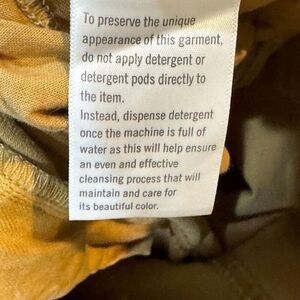 To preserve the unique
appearance of this garment,
do not apply detergent or
detergent pods directly to
the item.
Instead, dispense detergent
once the machine is full of
water as this will help ensure
an even and effective
cleansing process that will
maintain and care for
its beautiful color.